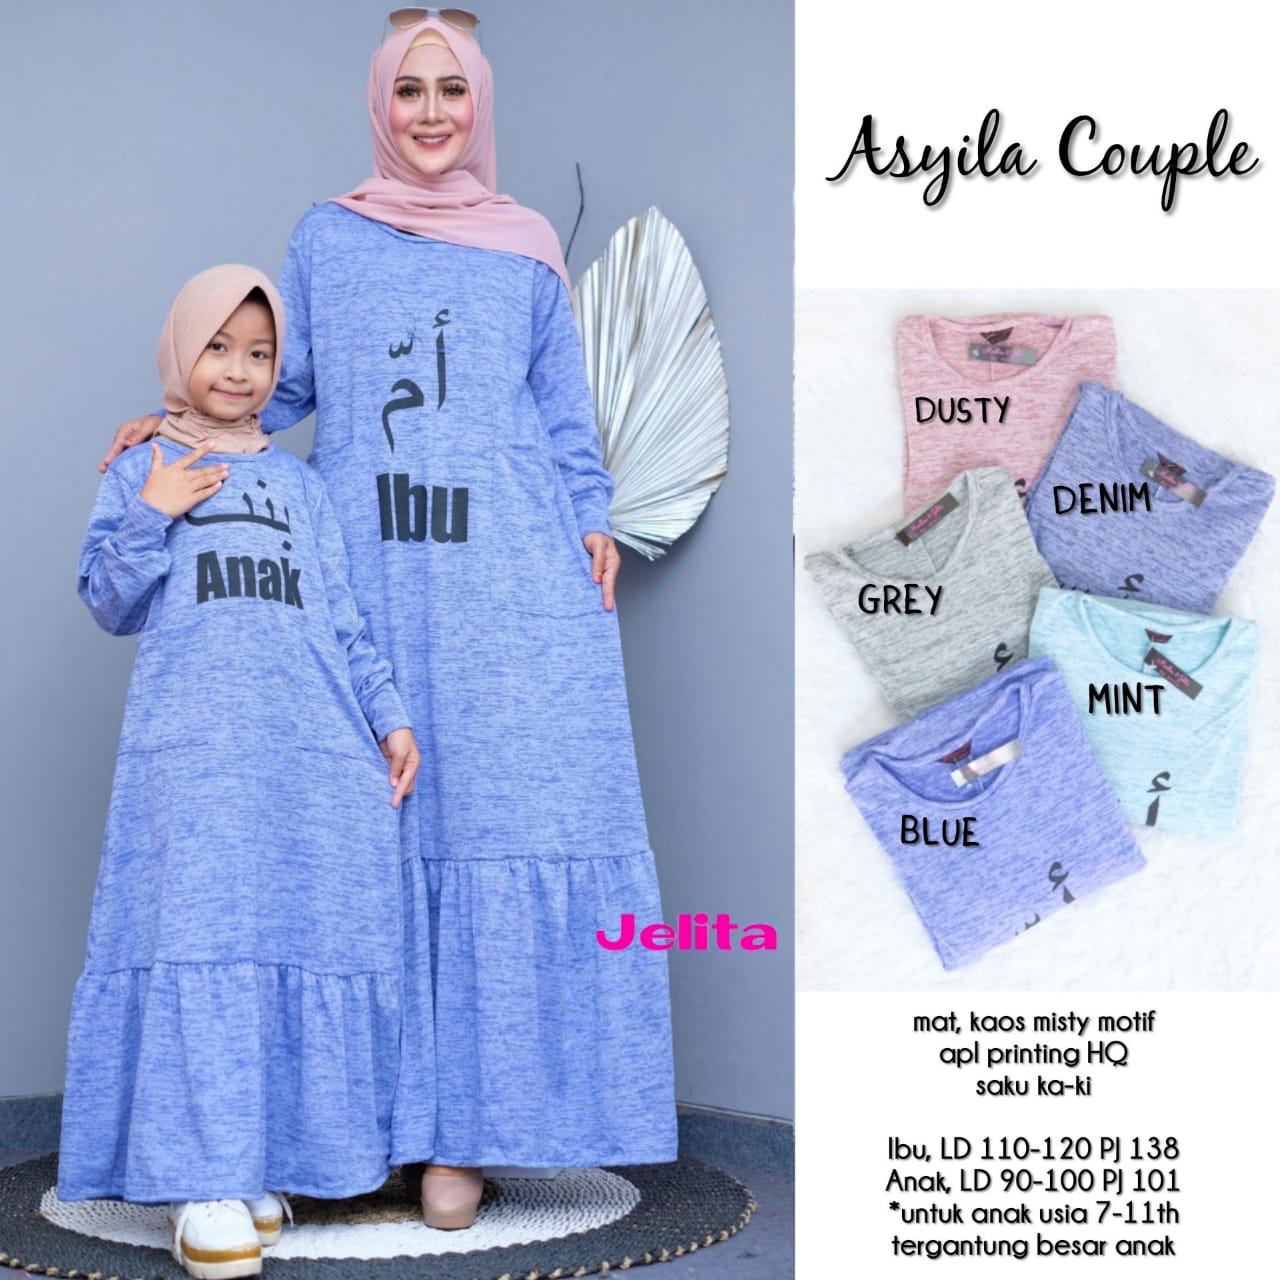 Asyila Couple
أمّ
Ibu
بنت
Anak
Jelita
DUSTY
DENIM
GREY
MINT
BLUE
mat, kaos misty motif
apl printing HQ
saku ka-ki
Ibu, LD 110-120 PJ 138
Anak, LD 90-100 PJ 101
*untuk anak usia 7-11th
tergantung besar anak